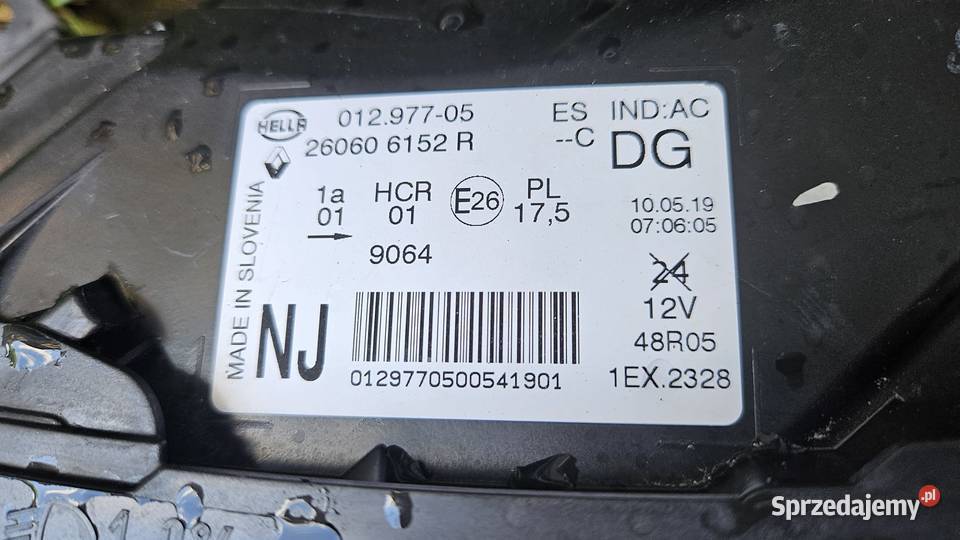 HELLA 012.977-05 ES IND:AC
26060 6152 R --C DG
1a HCR E26 PL
01 01 17,5
10.05.19
07:06:05
9064
24
12V
MADE IN SLOVENIA
NJ
48R05
0129770500541901
1EX.2328
Sprzedajemy.pl